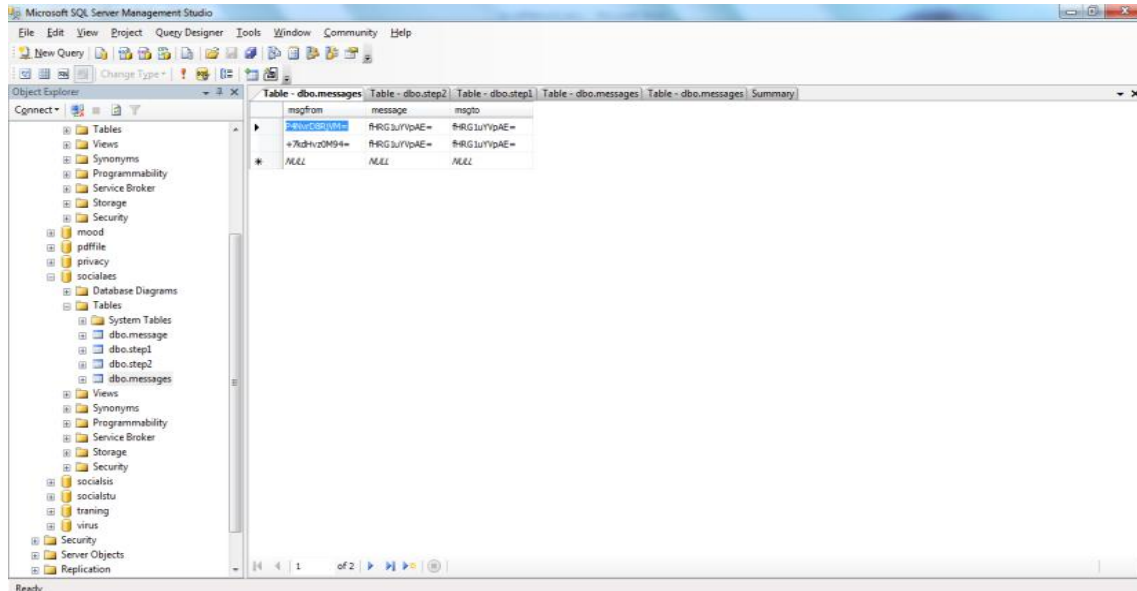 Microsoft SQL Server Management Studio
File Edit View Project Query Designer Tools Window Community Help
New Query
Change Type
Object Explorer
Connect
Tables
Views
Synonyms
Programmability
Service Broker
Storage
Security
mood
pdffile
privacy
socialaes
Database Diagrams
Tables
System Tables
dbo.message
dbo.step1
dbo.step2
dbo.messages
Views
Synonyms
Programmability
Service Broker
Storage
Security
socialsis
socialstu
traning
virus
Security
Server Objects
Replication
Table - dbo.messages Table - dbo.step2 Table - dbo.step1 Table - dbo.messages Table - dbo.messages Summary
msgfrom message msgto
fHRG1uYVpAE= fHRG1uYVpAE=
+7kdHvz0M94= fHRG1uYVpAE= fHRG1uYVpAE=
NULL NULL NULL
1 of 2
Ready